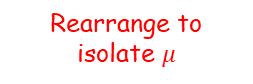 Rearrange to
isolate μ